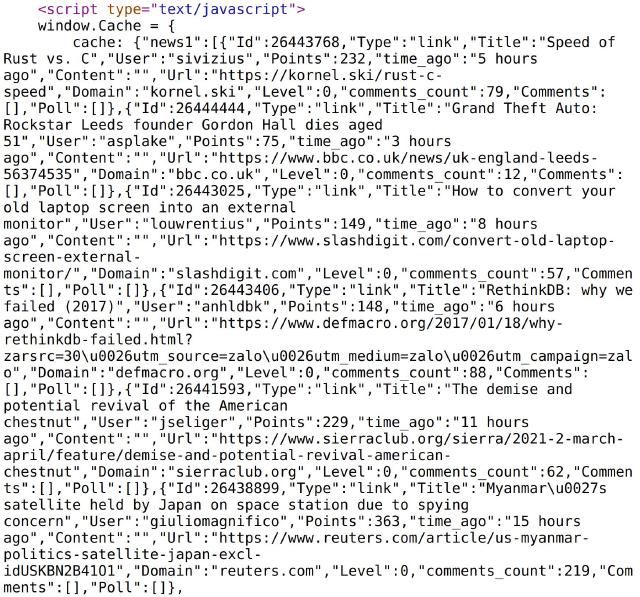 <script type="text/javascript">
window.Cache = {
cache: {"news1":[{"Id":26443768,"Type":"link","Title":"Speed of
Rust vs. C","User":"sivizius","Points":232,"time_ago":"5 hours
ago","Content":"","Url":"https://kornel.ski/rust-c-
speed","Domain":"kornel.ski","Level":0,"comments_count":79,"Comments":
[],"Poll":[]},{"Id":26444444,"Type":"link","Title":"Grand Theft Auto:
Rockstar Leeds founder Gordon Hall dies aged
51","User":"asplake","Points":75,"time_ago":"3 hours
ago","Content":"","Url":"https://www.bbc.co.uk/news/uk-england-leeds-
56374535","Domain":"bbc.co.uk","Level":0,"comments_count":12,"Comments":
[],"Poll":[]},{"Id":26443025,"Type":"link","Title":"How to convert your
old laptop screen into an external
monitor","User":"louwrentius","Points":149,"time_ago":"8 hours
ago","Content":"","Url":"https://www.slashdigit.com/convert-old-laptop-
screen-external-
monitor/","Domain":"slashdigit.com","Level":0,"comments_count":57,"Commen
ts":[],"Poll":[]},{"Id":26443406,"Type":"link","Title":"RethinkDB: why we
failed (2017)","User":"anhldbk","Points":148,"time_ago":"6 hours
ago","Content":"","Url":"https://www.defmacro.org/2017/01/18/why-
rethinkdb-failed.html?
zarsrc=30\u0026utm_source=zalo\u0026utm_medium=zalo\u0026utm_campaign=zal
o","Domain":"defmacro.org","Level":0,"comments_count":88,"Comments":
[],"Poll":[]},{"Id":26441593,"Type":"link","Title":"The demise and
potential revival of the American
chestnut","User":"jseliger","Points":229,"time_ago":"11 hours
ago","Content":"","Url":"https://www.sierraclub.org/sierra/2021-2-march-
april/feature/demise-and-potential-revival-american-
chestnut","Domain":"sierraclub.org","Level":0,"comments_count":62,"Commen
ts":[],"Poll":[]},{"Id":26438899,"Type":"link","Title":"Myanmar\u0027s
satellite held by Japan on space station due to spying
concern","User":"giuliomagnifico","Points":363,"time_ago":"15 hours
ago","Content":"","Url":"https://www.reuters.com/article/us-myanmar-
politics-satellite-japan-excl-
idUSKBN2B41O1","Domain":"reuters.com","Level":0,"comments_count":219,"Com
ments":[],"Poll":[]},